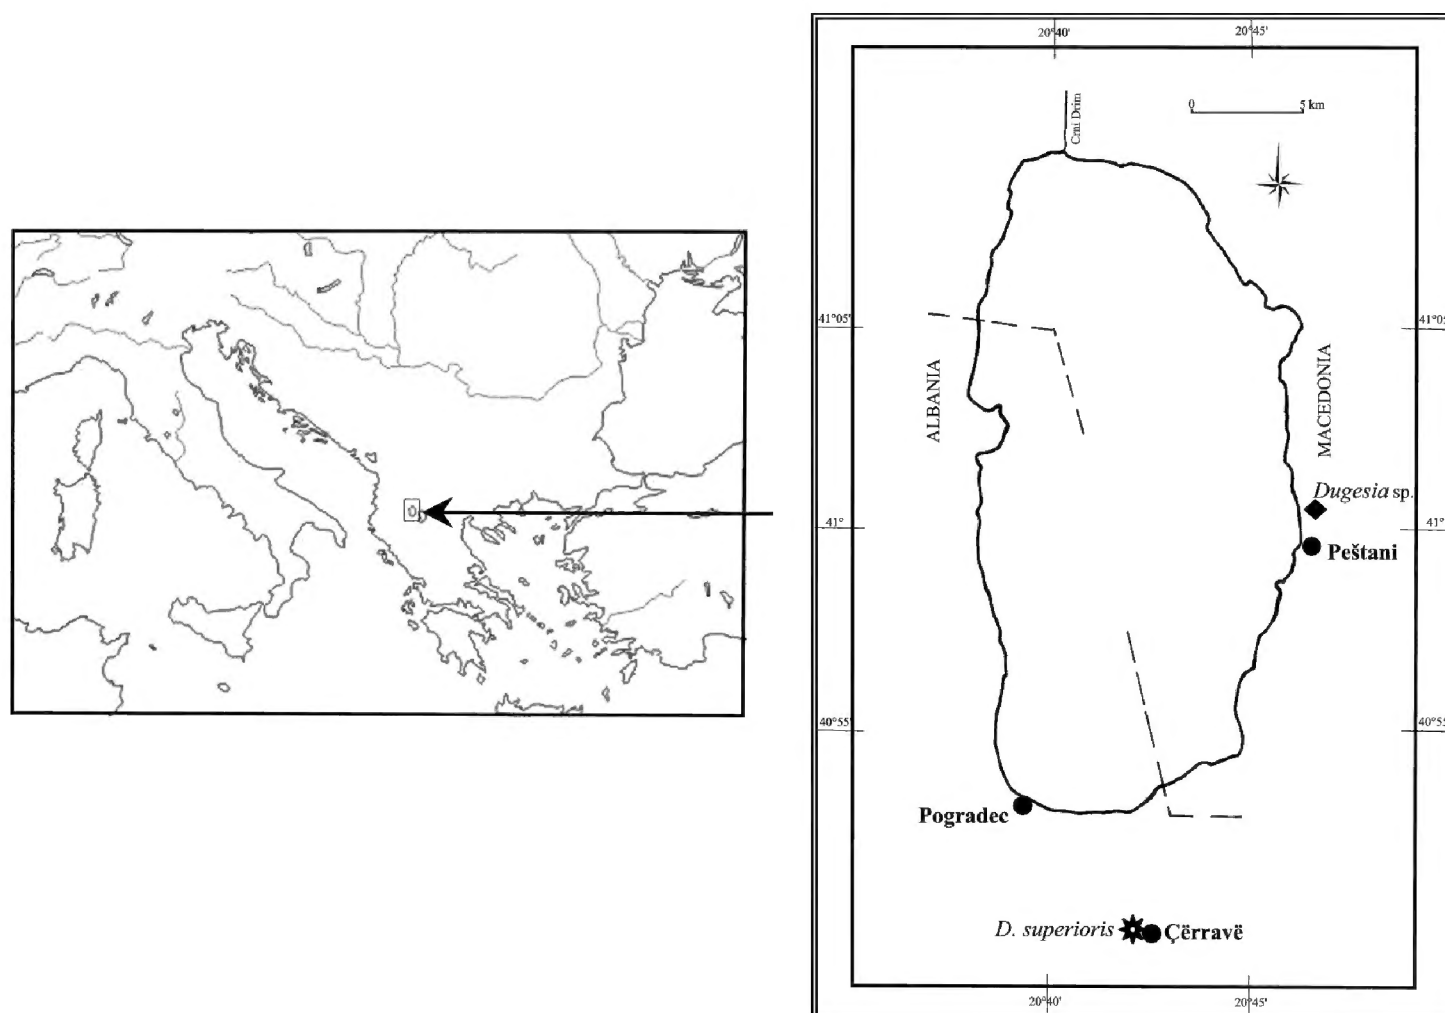 20°40' 20°45'
Crni Drim
0 5 km
41°05' 41°05
ALBANIA
MACEDONIA
Dugesia sp.
41° 41°
Peštani
40°55' 40°55
Pogradec
D. superioris Çërravë
20°40' 20°45'